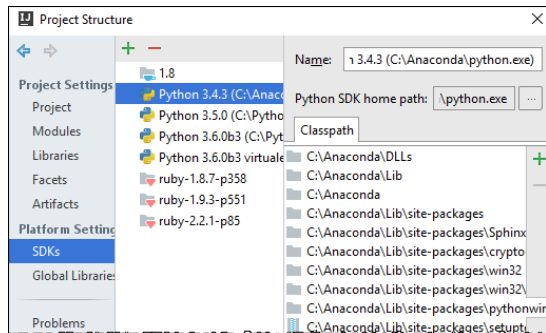 Project Structure
Project Settings
Project
Modules
Libraries
Facets
Artifacts
Platform Setting
SDKs
Global Libraries
Problems
1.8
Python 3.4.3 (C:\Anaco
Python 3.5.0 (C:\Pytho
Python 3.6.0b3 (C:\Pyt
Python 3.6.0b3 virtuale
ruby-1.8.7-p358
ruby-1.9.3-p551
ruby-2.2.1-p85
Name: 3.4.3 (C:\Anaconda\python.exe)
Python SDK home path: \python.exe ...
Classpath
C:\Anaconda\DLLs
C:\Anaconda\Lib
C:\Anaconda
C:\Anaconda\Lib\site-packages
C:\Anaconda\Lib\site-packages\Sphinx
C:\Anaconda\Lib\site-packages\crypto
C:\Anaconda\Lib\site-packages\win32
C:\Anaconda\Lib\site-packages\win32\
C:\Anaconda\Lib\site-packages\pythonwin
C:\Anaconda\Lib\site-packages\setupto